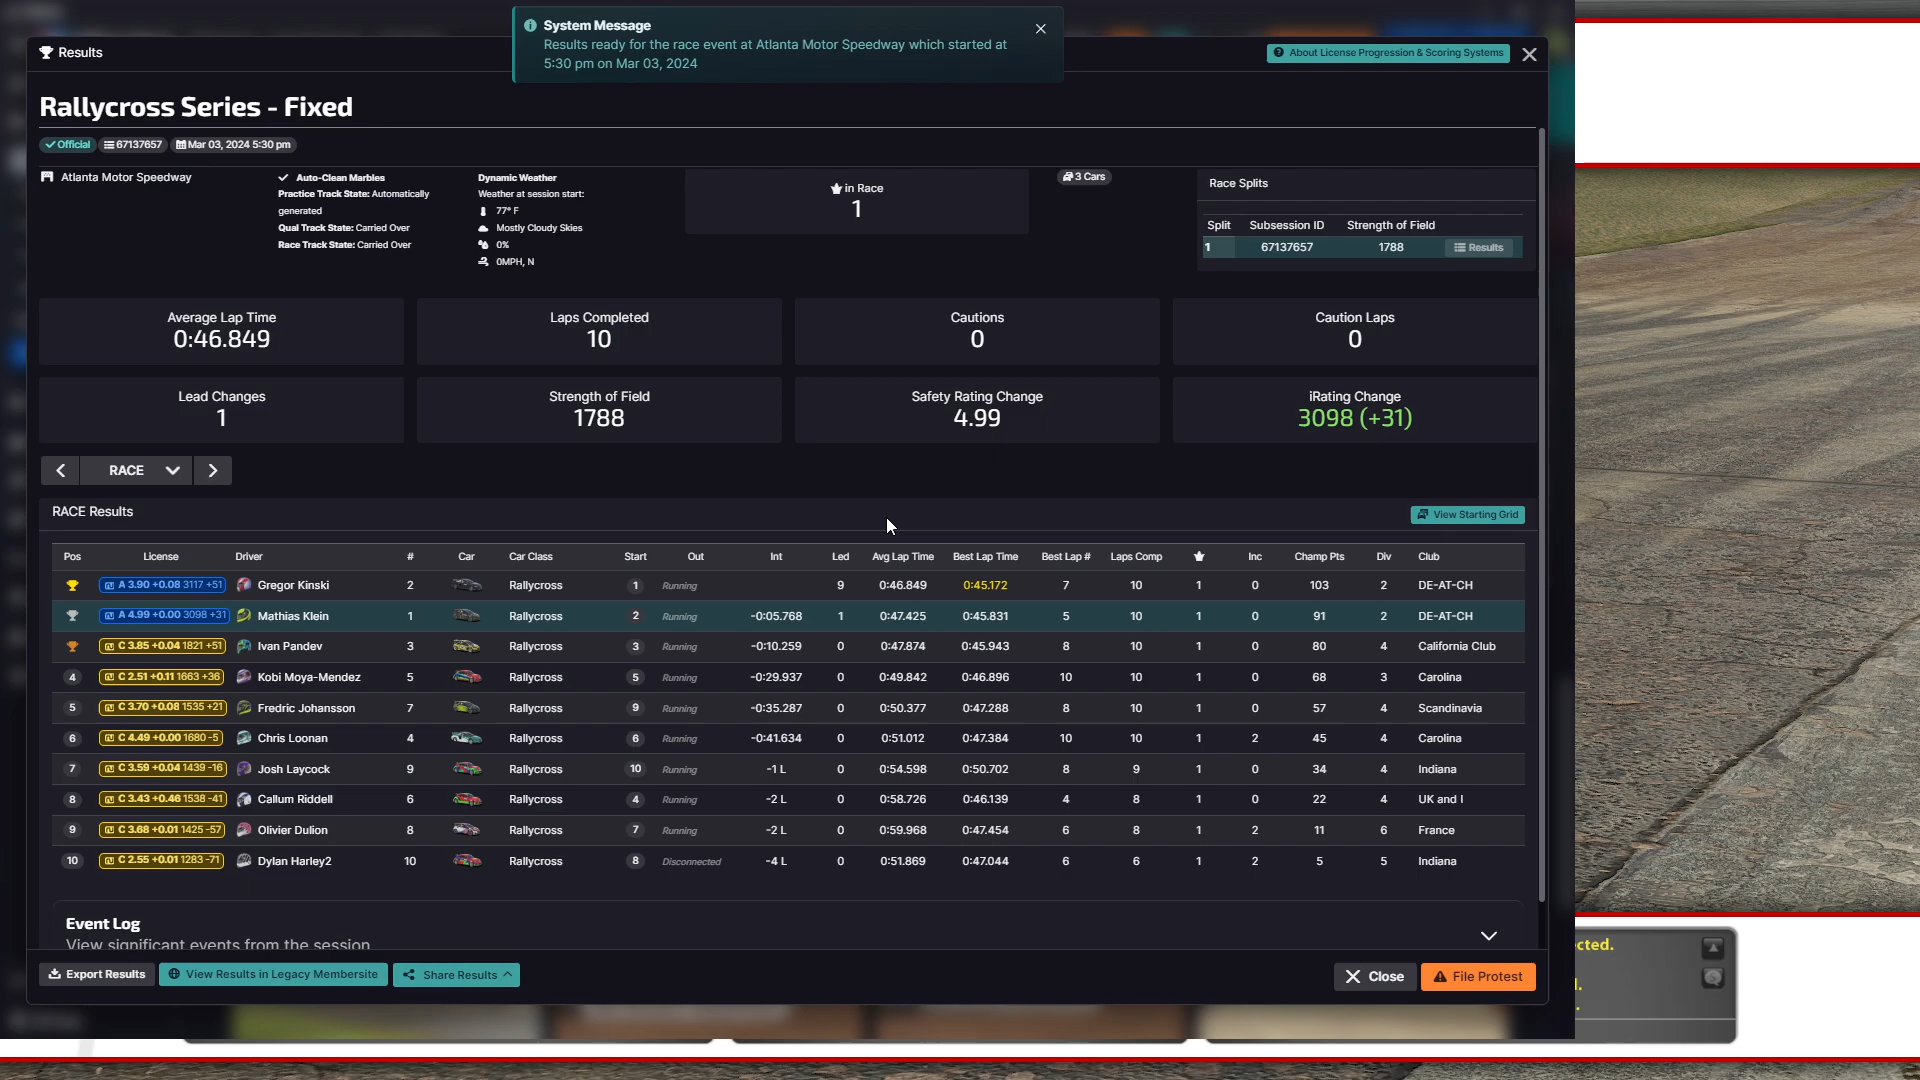 System Message
Results ready for the race event at Atlanta Motor Speedway which started at
5:30 pm on Mar 03, 2024
Results
About License Progression & Scoring Systems
Rallycross Series - Fixed
Official 67137657 Mar 03, 2024 5:30 pm
Atlanta Motor Speedway
Auto-Clean Marbles
Practice Track State: Automatically
generated
Qual Track State: Carried Over
Race Track State: Carried Over
Dynamic Weather
Weather at session start:
77° F
Mostly Cloudy Skies
0%
0MPH, N
in Race
1
3 Cars
Race Splits
Split Subsession ID Strength of Field
1 67137657 1788 Results
Average Lap Time
0:46.849
Laps Completed
10
Cautions
0
Caution Laps
0
Lead Changes
1
Strength of Field
1788
Safety Rating Change
4.99
iRating Change
3098 (+31)
RACE
RACE Results
View Starting Grid
Pos License Driver # Car Car Class Start Out Int Led Avg Lap Time Best Lap Time Best Lap # Laps Comp Inc Champ Pts Div Club
A 3.90 +0.08 3117 +51 Gregor Kinski 2 Rallycross 1 Running 9 0:46.849 0:45.172 7 10 1 0 103 2 DE-AT-CH
A 4.99 +0.00 3098 +31 Mathias Klein 1 Rallycross 2 Running -0:05.768 1 0:47.425 0:45.831 5 10 1 0 91 2 DE-AT-CH
C 3.85 +0.04 1821 +51 Ivan Pandev 3 Rallycross 3 Running -0:10.259 0 0:47.874 0:45.943 8 10 1 0 80 4 California Club
4 C 2.51 +0.11 1663 +36 Kobi Moya-Mendez 5 Rallycross 5 Running -0:29.937 0 0:49.842 0:46.896 10 10 1 0 68 3 Carolina
5 C 3.70 +0.08 1535 +21 Fredric Johansson 7 Rallycross 9 Running -0:35.287 0 0:50.377 0:47.288 8 10 1 0 57 4 Scandinavia
6 C 4.49 +0.00 1680 -5 Chris Loonan 4 Rallycross 6 Running -0:41.634 0 0:51.012 0:47.384 10 10 1 2 45 4 Carolina
7 C 3.59 +0.04 1439 -16 Josh Laycock 9 Rallycross 10 Running -1 L 0 0:54.598 0:50.702 8 9 1 0 34 4 Indiana
8 C 3.43 +0.46 1538 -41 Callum Riddell 6 Rallycross 4 Running -2 L 0 0:58.726 0:46.139 4 8 1 0 22 4 UK and I
9 C 3.68 +0.01 1425 -57 Olivier Dulion 8 Rallycross 7 Running -2 L 0 0:59.968 0:47.454 6 8 1 2 11 6 France
10 C 2.55 +0.01 1283 -71 Dylan Harley2 10 Rallycross 8 Disconnected -4 L 0 0:51.869 0:47.044 6 6 1 2 5 5 Indiana
Event Log
View significant events from the session
Export Results View Results in Legacy Membersite Share Results Close File Protest
cted.